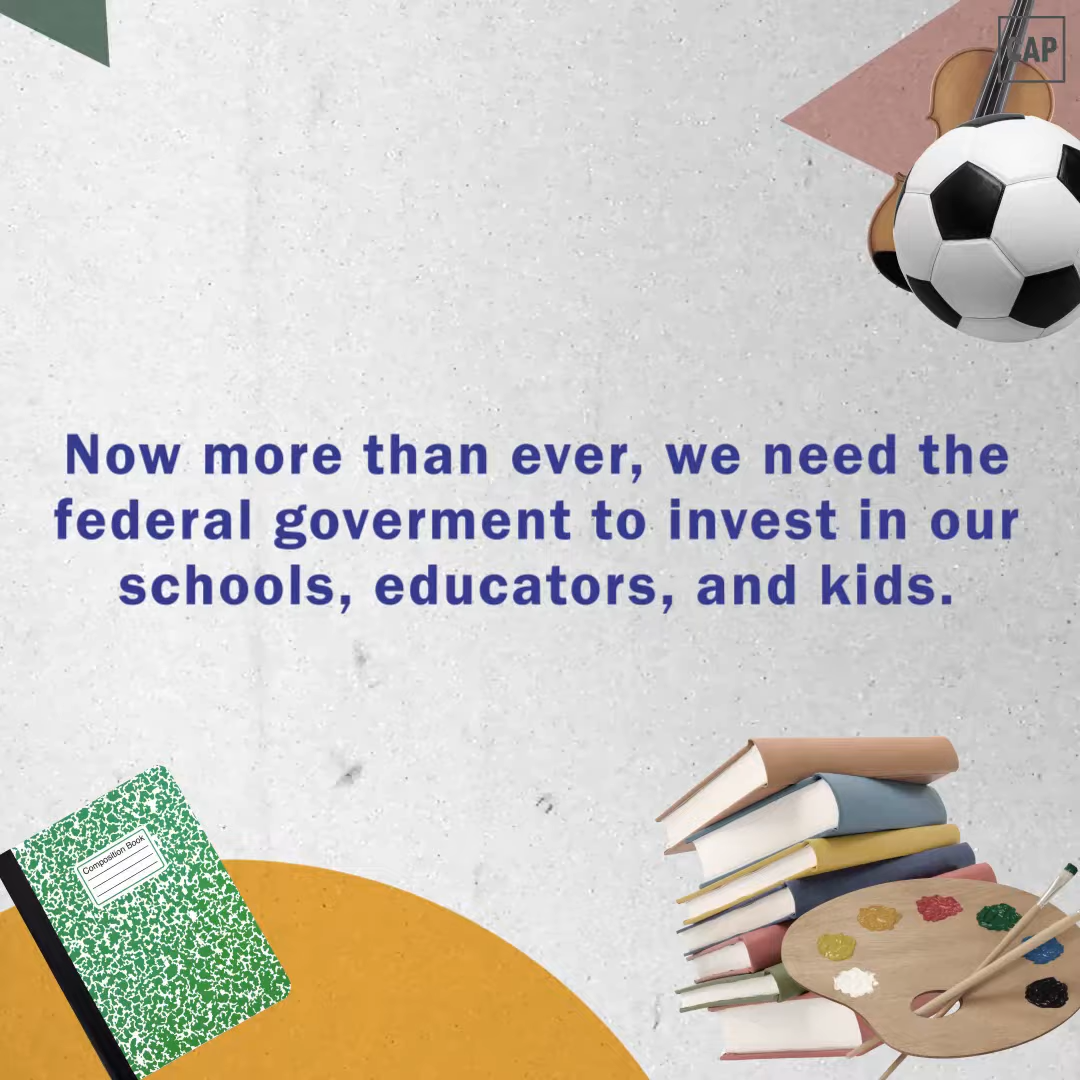 CAP
Now more than ever, we need the
federal goverment to invest in our
schools, educators, and kids.
Composition Book